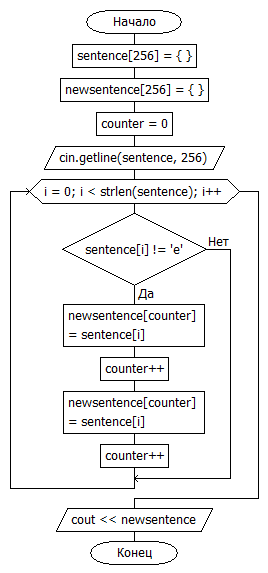 Начало
sentence[256] = { }
newsentence[256] = { }
counter = 0
cin.getline(sentence, 256)
i = 0; i < strlen(sentence); i++
sentence[i] != 'e'
Нет
Да
newsentence[counter]
= sentence[i]
counter++
newsentence[counter]
= sentence[i]
counter++
cout << newsentence
Конец